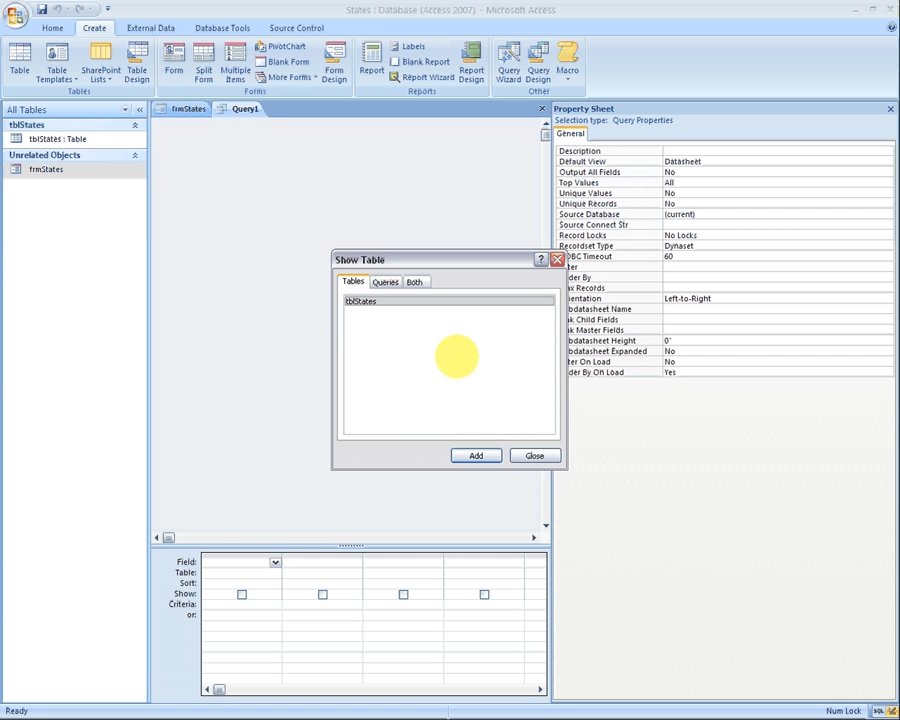 States : Database (Access 2007) - Microsoft Access
Home Create External Data Database Tools Source Control
Table Table Templates SharePoint Lists Table Design
Tables
Form Split Form Multiple Items PivotChart Blank Form More Forms Form Design
Forms
Report Labels Blank Report Report Wizard Report Design
Reports
Query Wizard Query Design Macro
Other
All Tables
tblStates
tblStates : Table
Unrelated Objects
frmStates
frmStates Query1
Property Sheet
Selection type: Query Properties
General
Description
Default View Datasheet
Output All Fields No
Top Values All
Unique Values No
Unique Records No
Source Database (current)
Source Connect Str
Record Locks No Locks
Recordset Type Dynaset
DBC Timeout 60
ter
der By
ax Records
ientation Left-to-Right
bdatasheet Name
nk Child Fields
nk Master Fields
bdatasheet Height 0"
bdatasheet Expanded No
ter On Load No
der By On Load Yes
Show Table
Tables Queries Both
tblStates
Add Close
Field:
Table:
Sort:
Show:
Criteria:
or:
Ready Num Lock SQL